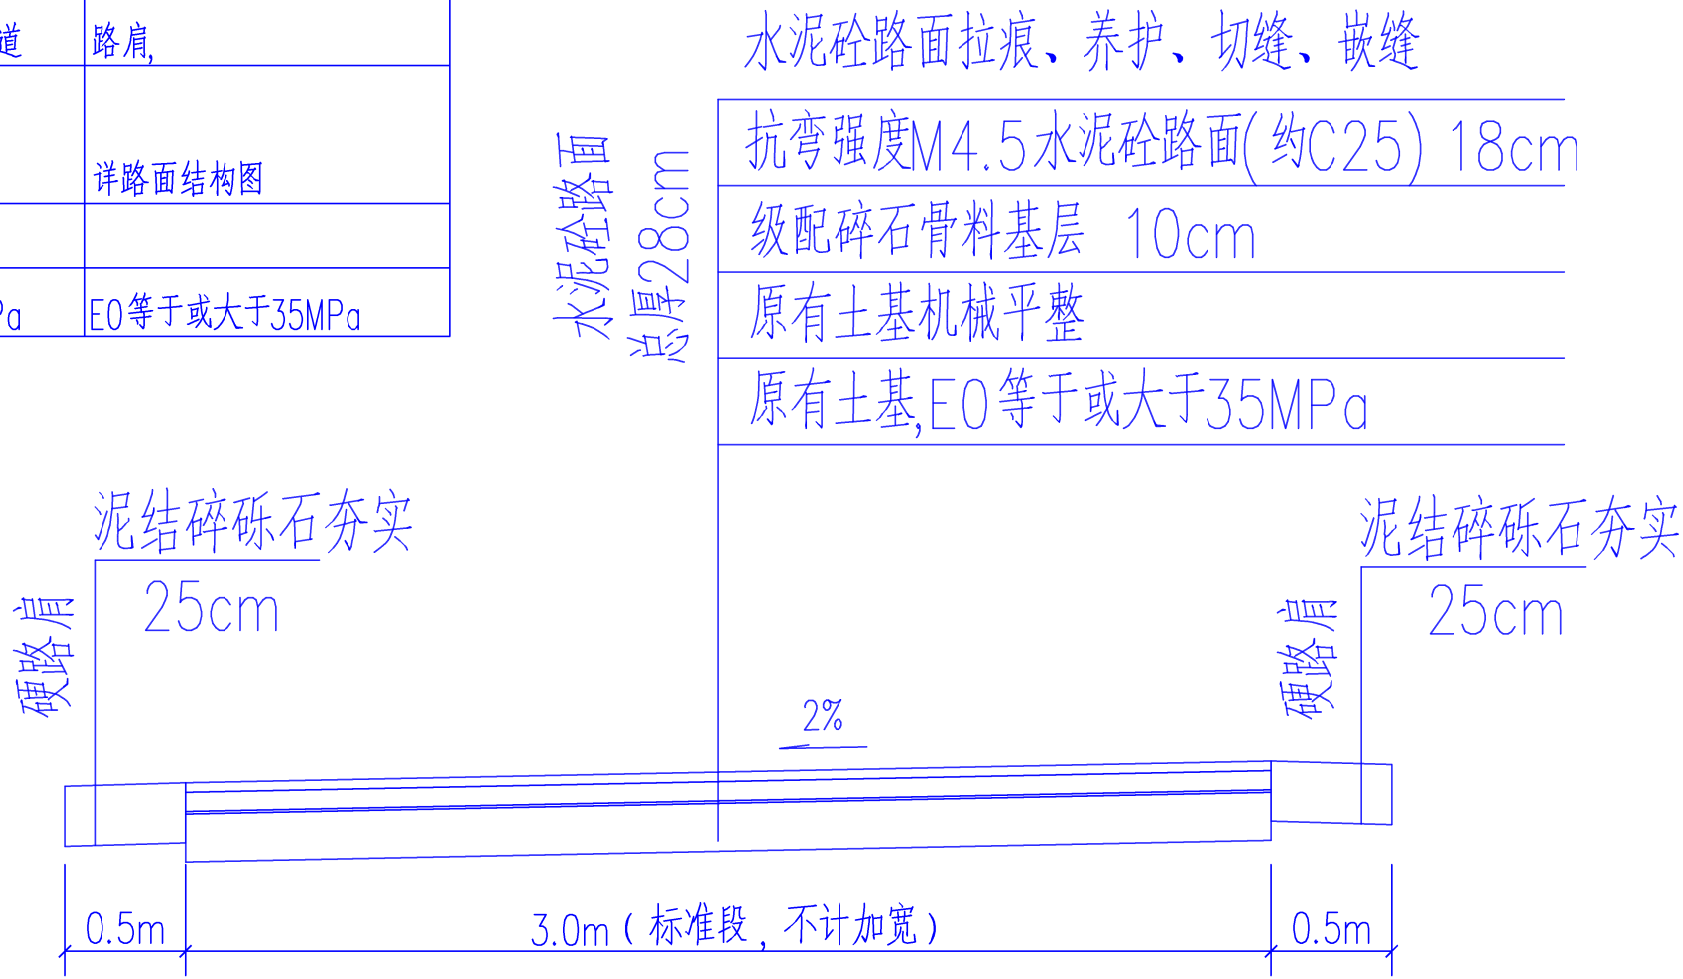 道 路肩,
详路面结构图
Pa E0等于或大于35MPa
水泥砼路面拉痕、养护、切缝、嵌缝
抗弯强度M4.5水泥砼路面(约C25) 18cm
级配碎石骨料基层 10cm
原有土基机械平整
原有土基,E0等于或大于35MPa
水泥砼路面
总厚28cm
泥结碎砾石夯实
25cm
硬路肩
泥结碎砾石夯实
25cm
硬路肩
2%
0.5m
3.0m(标准段,不计加宽)
0.5m